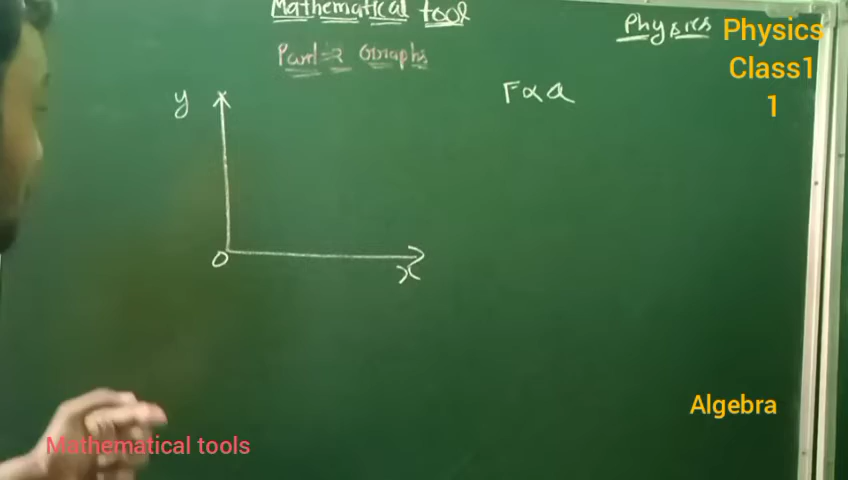 Mathematical tool
Physics
Physics
Class1
1
Part-2 Graphs
y
F∝a
O
x
Algebra
Mathematical tools